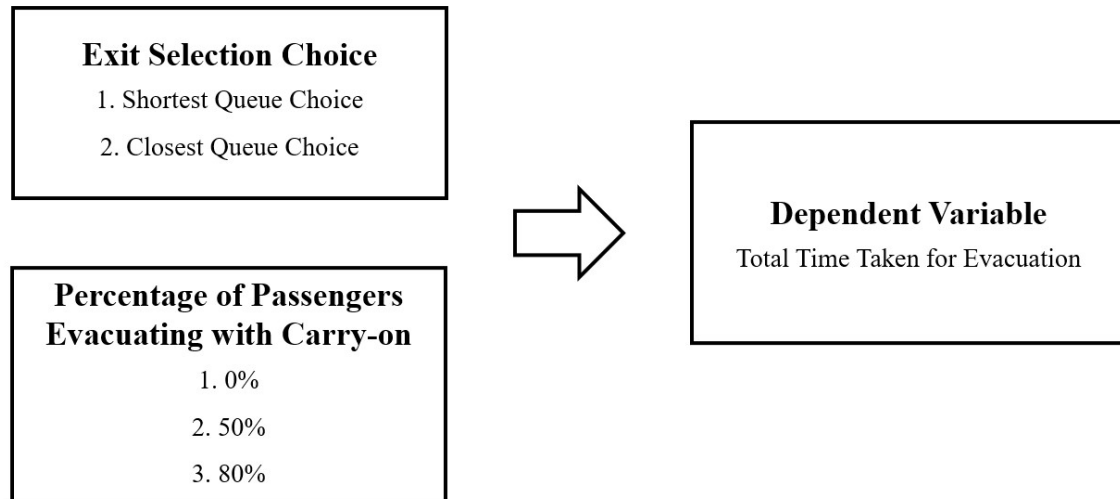 Exit Selection Choice
1. Shortest Queue Choice
2. Closest Queue Choice
Percentage of Passengers
Evacuating with Carry-on
1. 0%
2. 50%
3. 80%
Dependent Variable
Total Time Taken for Evacuation